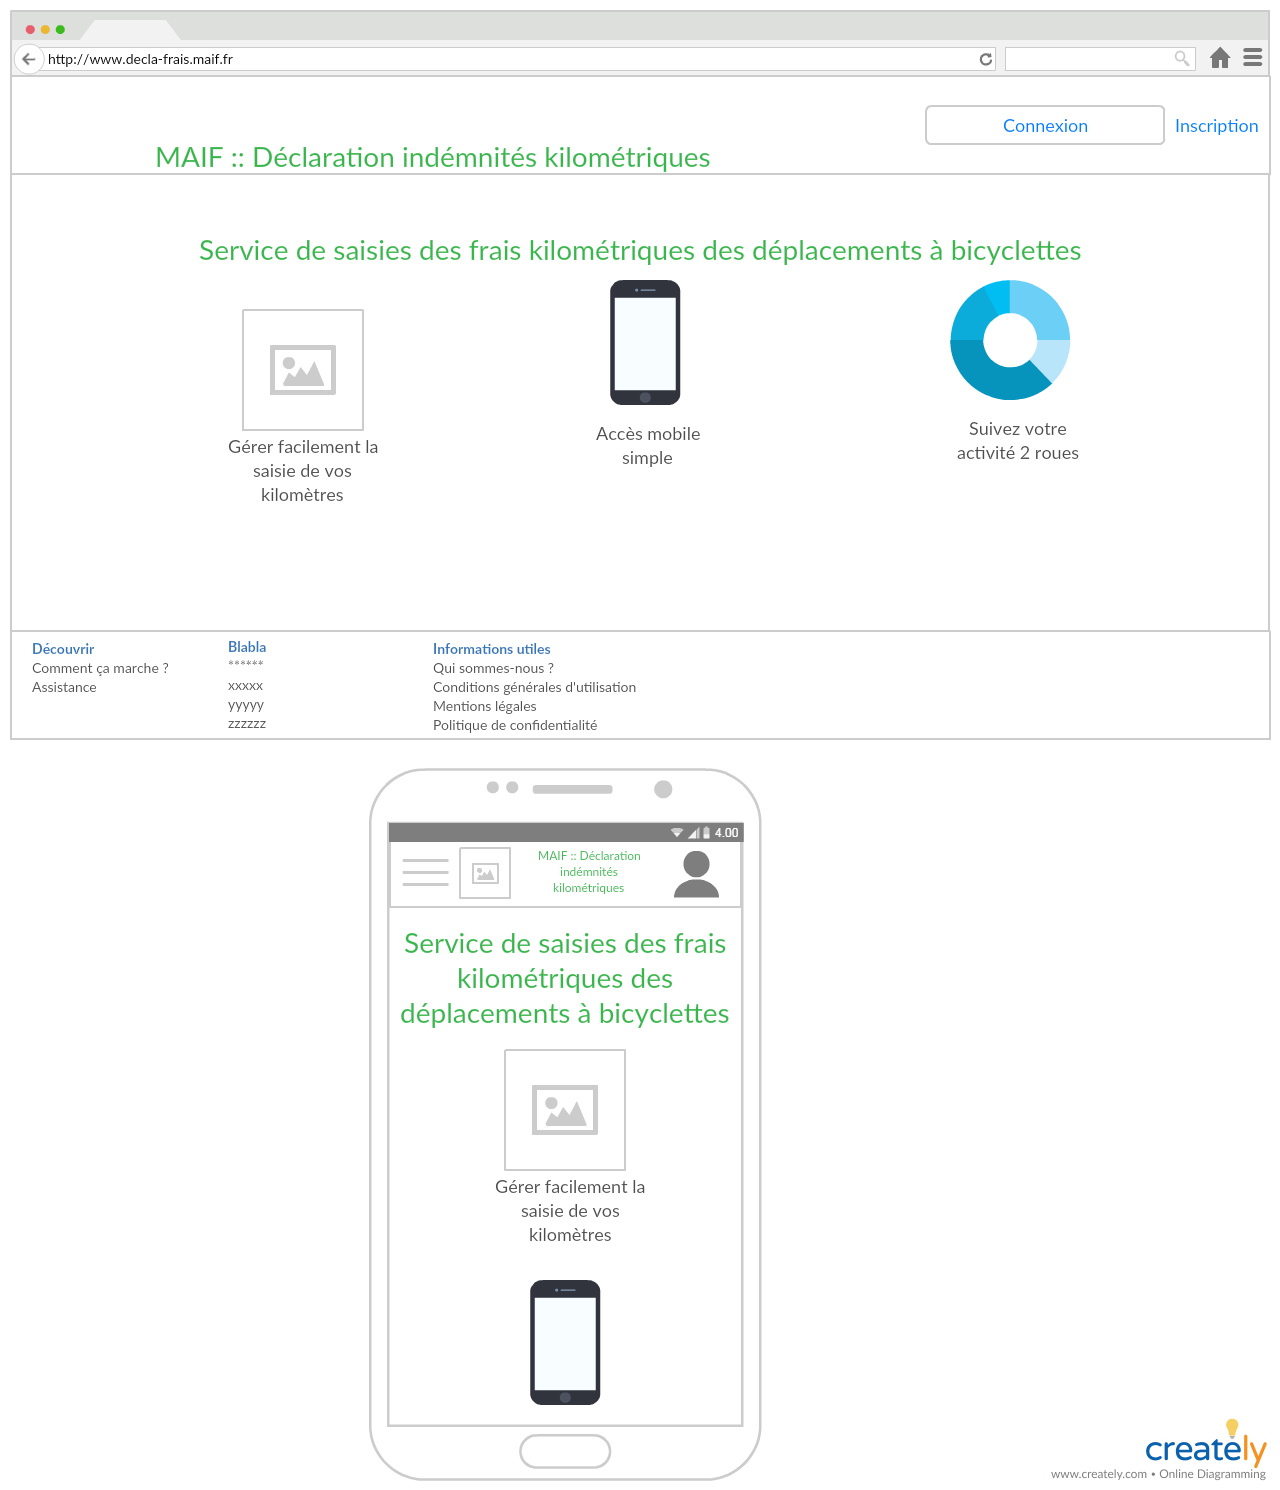 http://www.decla-frais.maif.fr
Connexion
Inscription
MAIF :: Déclaration indémnités kilométriques
Service de saisies des frais kilométriques des déplacements à bicyclettes
Gérer facilement la
saisie de vos
kilomètres
Accès mobile
simple
Suivez votre
activité 2 roues
Découvrir
Comment ça marche ?
Assistance
Blabla
******
xxxxx
yyyyy
zzzzzz
Informations utiles
Qui sommes-nous ?
Conditions générales d'utilisation
Mentions légales
Politique de confidentialité
4.00
MAIF :: Déclaration
indémnités
kilométriques
Service de saisies des frais
kilométriques des
déplacements à bicyclettes
Gérer facilement la
saisie de vos
kilomètres
creately
www.creately.com • Online Diagramming